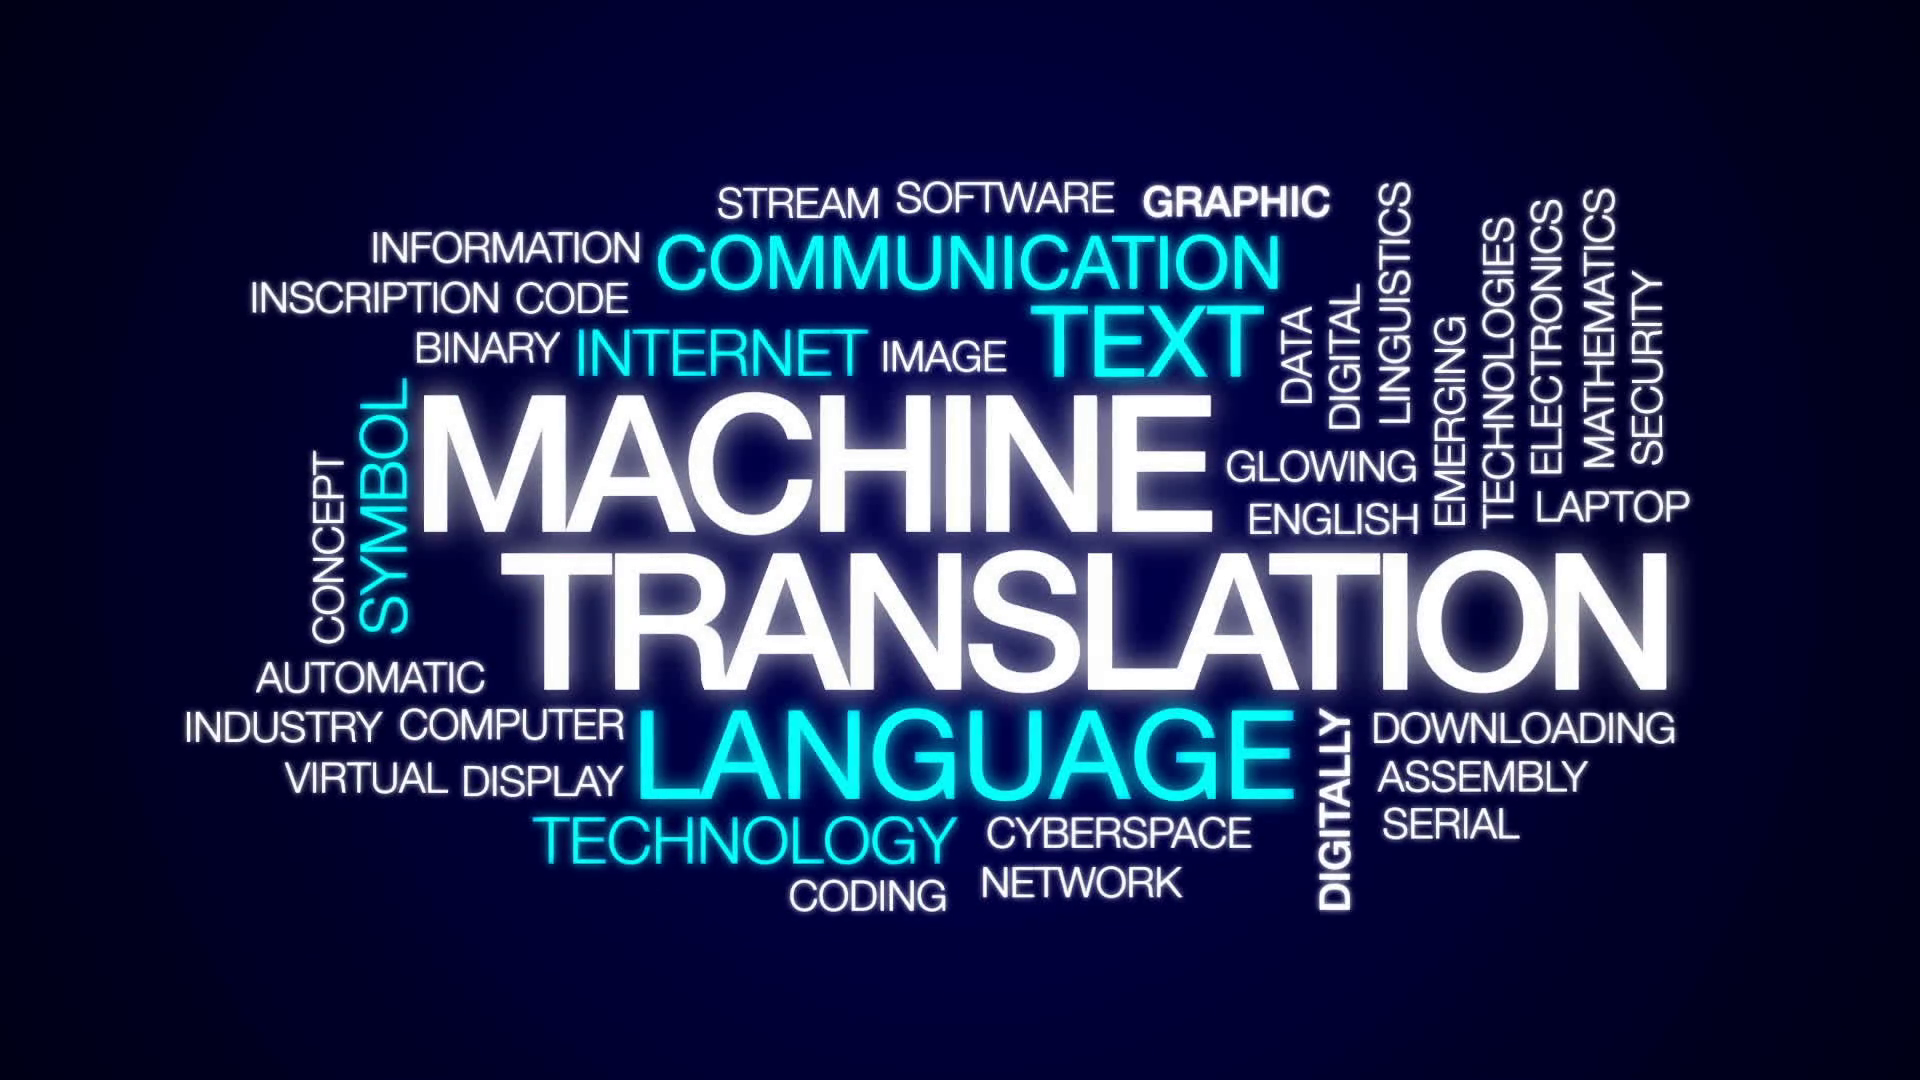 STREAM SOFTWARE GRAPHIC
INFORMATION COMMUNICATION
INSCRIPTION CODE
BINARY INTERNET IMAGE TEXT
DATA
DIGITAL
LINGUISTICS
EMERGING
TECHNOLOGIES
ELECTRONICS
MATHEMATICS
SECURITY
CONCEPT
SYMBOL
MACHINE
GLOWING
ENGLISH
LAPTOP
TRANSLATION
AUTOMATIC
INDUSTRY COMPUTER LANGUAGE
VIRTUAL DISPLAY
DIGITALLY
DOWNLOADING
ASSEMBLY
SERIAL
TECHNOLOGY CYBERSPACE
CODING NETWORK